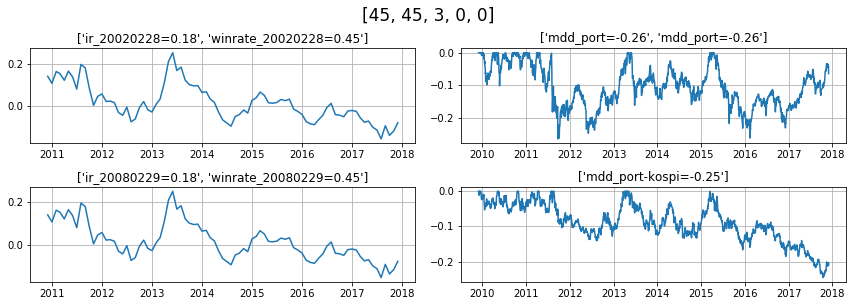 [45, 45, 3, 0, 0]
['ir_20020228=0.18', 'winrate_20020228=0.45']
0.2
0.0
2011 2012 2013 2014 2015 2016 2017 2018
['mdd_port=-0.26', 'mdd_port=-0.26']
0.0
−0.1
−0.2
2010 2011 2012 2013 2014 2015 2016 2017 2018
['ir_20080229=0.18', 'winrate_20080229=0.45']
0.2
0.0
2011 2012 2013 2014 2015 2016 2017 2018
['mdd_port-kospi=-0.25']
0.0
−0.1
−0.2
2010 2011 2012 2013 2014 2015 2016 2017 2018